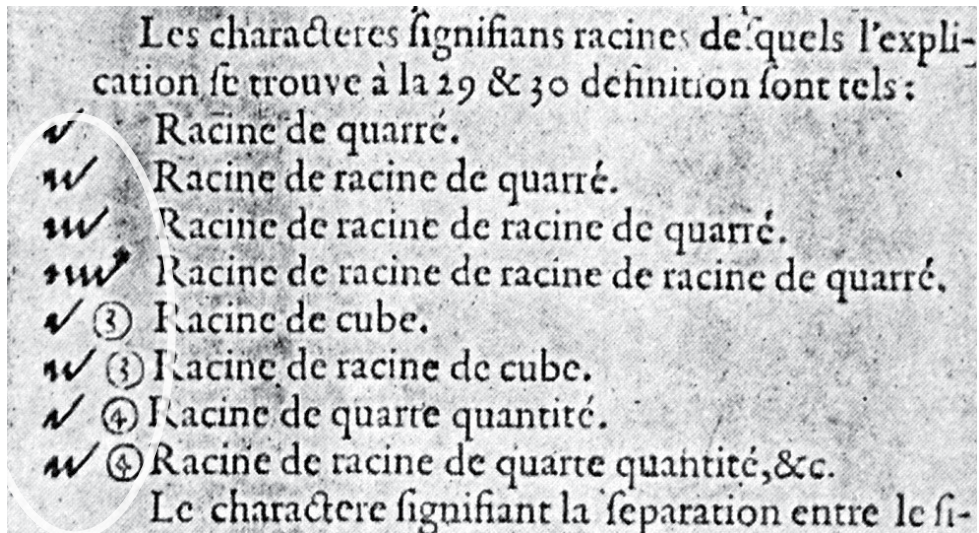 Les characteres ſignifians racines deſquels l'expli-
cation ſe trouve à la 29 & 30 definition ſont tels:
√ Racine de quarré.
√√ Racine de racine de quarré.
√√√ Racine de racine de racine de quarré.
√√√√ Racine de racine de racine de racine de quarré.
√ ③ Racine de cube.
√√ ③ Racine de racine de cube.
√ ④ Racine de quarte quantité.
√√ ④ Racine de racine de quarte quantité, &c.
Le charactere ſignifiant la ſeparation entre le ſi-